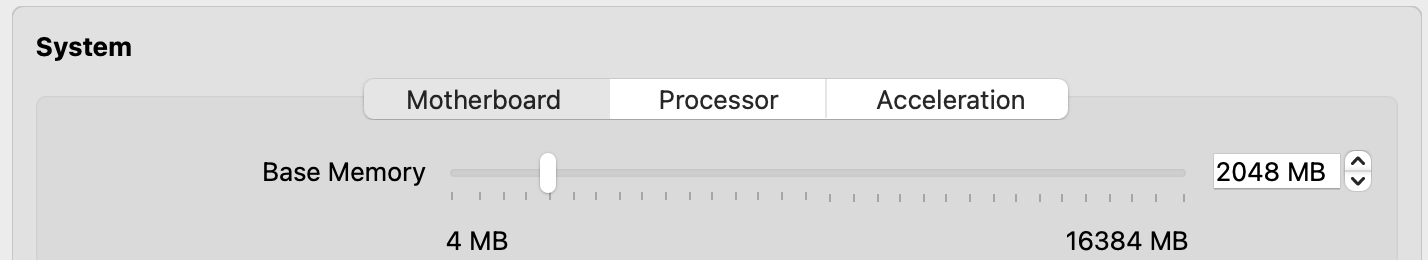 System
Motherboard Processor Acceleration
Base Memory 2048 MB
4 MB 16384 MB